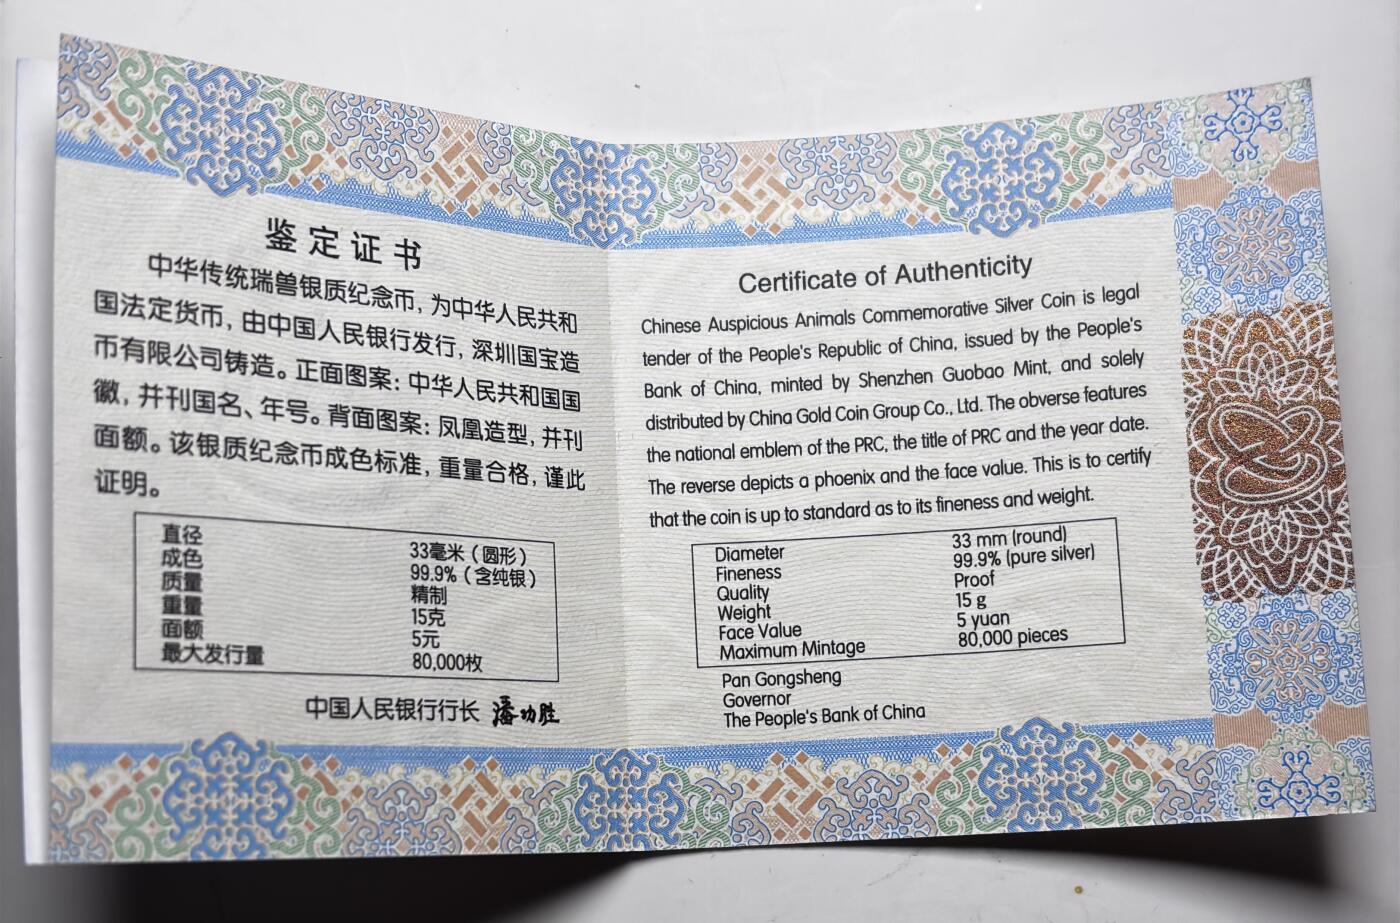 鉴定证书
中华传统瑞兽银质纪念币，为中华人民共和
国法定货币，由中国人民银行发行，深圳国宝造
币有限公司铸造。正面图案：中华人民共和国国
徽，并刊国名、年号。背面图案：凤凰造型，并刊
面额。该银质纪念币成色标准，重量合格，谨此
证明。
直径 33毫米（圆形）
成色 99.9%（含纯银）
质量 精制
重量 15克
面额 5元
最大发行量 80,000枚
中国人民银行行长 潘功胜
Certificate of Authenticity
Chinese Auspicious Animals Commemorative Silver Coin is legal
tender of the People's Republic of China, issued by the People's
Bank of China, minted by Shenzhen Guobao Mint, and solely
distributed by China Gold Coin Group Co., Ltd. The obverse features
the national emblem of the PRC, the title of PRC and the year date.
The reverse depicts a phoenix and the face value. This is to certify
that the coin is up to standard as to its fineness and weight.
Diameter 33 mm (round)
Fineness 99.9% (pure silver)
Quality Proof
Weight 15 g
Face Value 5 yuan
Maximum Mintage 80,000 pieces
Pan Gongsheng
Governor
The People's Bank of China